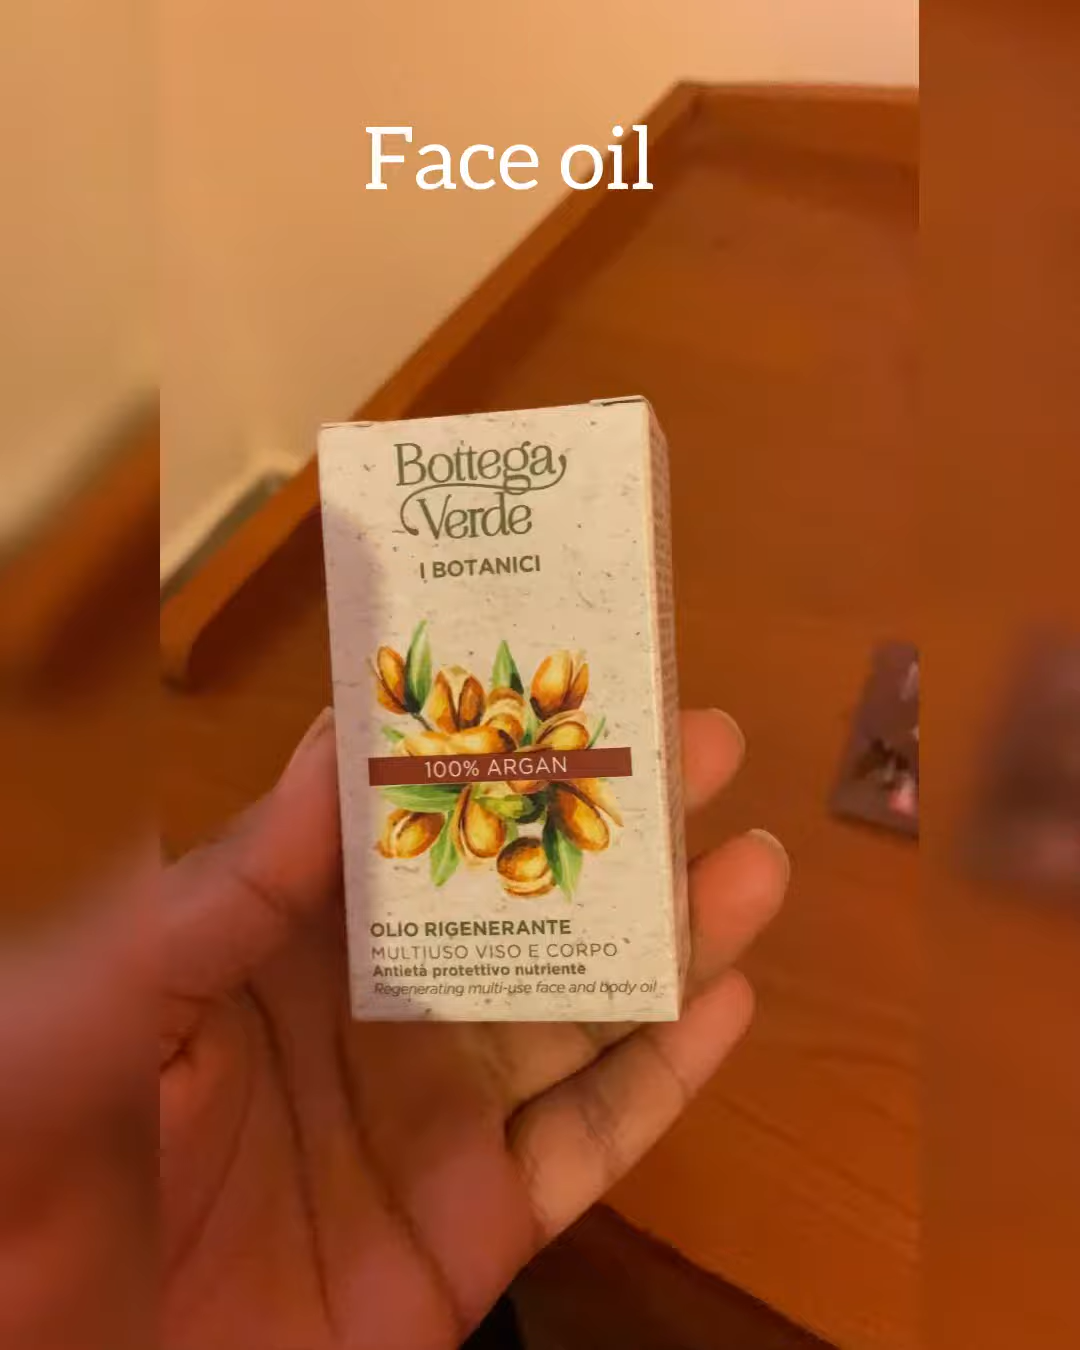 Face oil
Bottega
Verde
I BOTANICI
100% ARGAN
OLIO RIGENERANTE
MULTIUSO VISO E CORPO
Antietà protettivo nutriente
Regenerating multi-use face and body oil